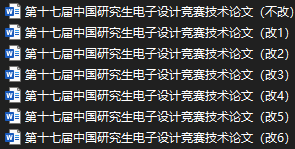 第十七届中国研究生电子设计竞赛技术论文（不改）
第十七届中国研究生电子设计竞赛技术论文（改1）
第十七届中国研究生电子设计竞赛技术论文（改2）
第十七届中国研究生电子设计竞赛技术论文（改3）
第十七届中国研究生电子设计竞赛技术论文（改4）
第十七届中国研究生电子设计竞赛技术论文（改5）
第十七届中国研究生电子设计竞赛技术论文（改6）